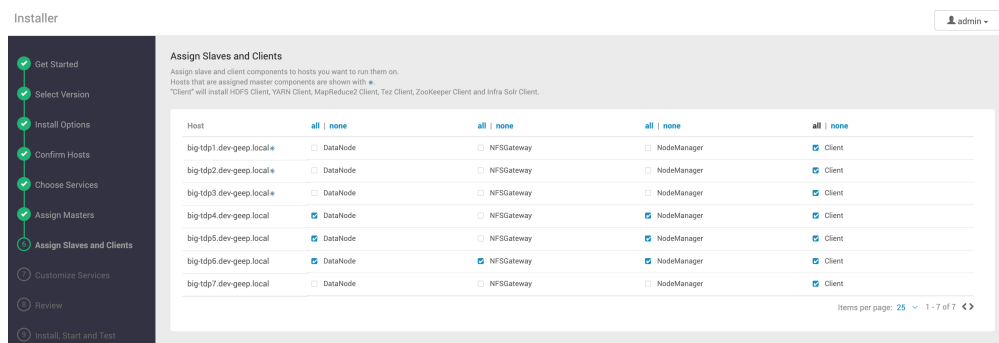 Installer
admin
Get Started
Select Version
Install Options
Confirm Hosts
Choose Services
Assign Masters
6 Assign Slaves and Clients
7 Customize Services
8 Review
9 Install, Start and Test
Assign Slaves and Clients
Assign slave and client components to hosts you want to run them on.
Hosts that are assigned master components are shown with ✵.
"Client" will install HDFS Client, YARN Client, MapReduce2 Client, Tez Client, ZooKeeper Client and Infra Solr Client.
Host all | none all | none all | none all | none
big-tdp1.dev-geep.local✵ DataNode NFSGateway NodeManager Client
big-tdp2.dev-geep.local✵ DataNode NFSGateway NodeManager Client
big-tdp3.dev-geep.local✵ DataNode NFSGateway NodeManager Client
big-tdp4.dev-geep.local DataNode NFSGateway NodeManager Client
big-tdp5.dev-geep.local DataNode NFSGateway NodeManager Client
big-tdp6.dev-geep.local DataNode NFSGateway NodeManager Client
big-tdp7.dev-geep.local DataNode NFSGateway NodeManager Client
Items per page: 25 1 - 7 of 7